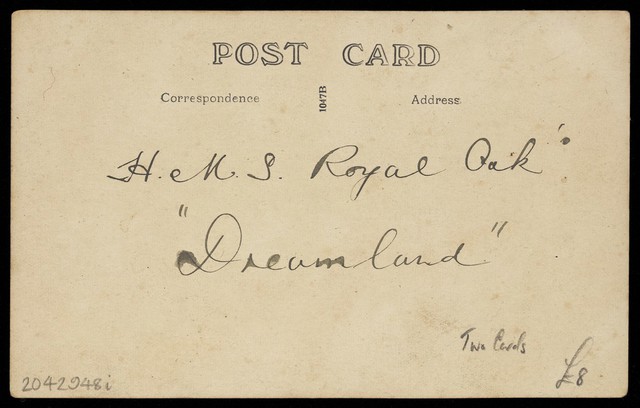 POST CARD
Correspondence 1047B Address
H.M.S. Royal Oak"
"Dreamland"
Two Cards
£8
2042948i